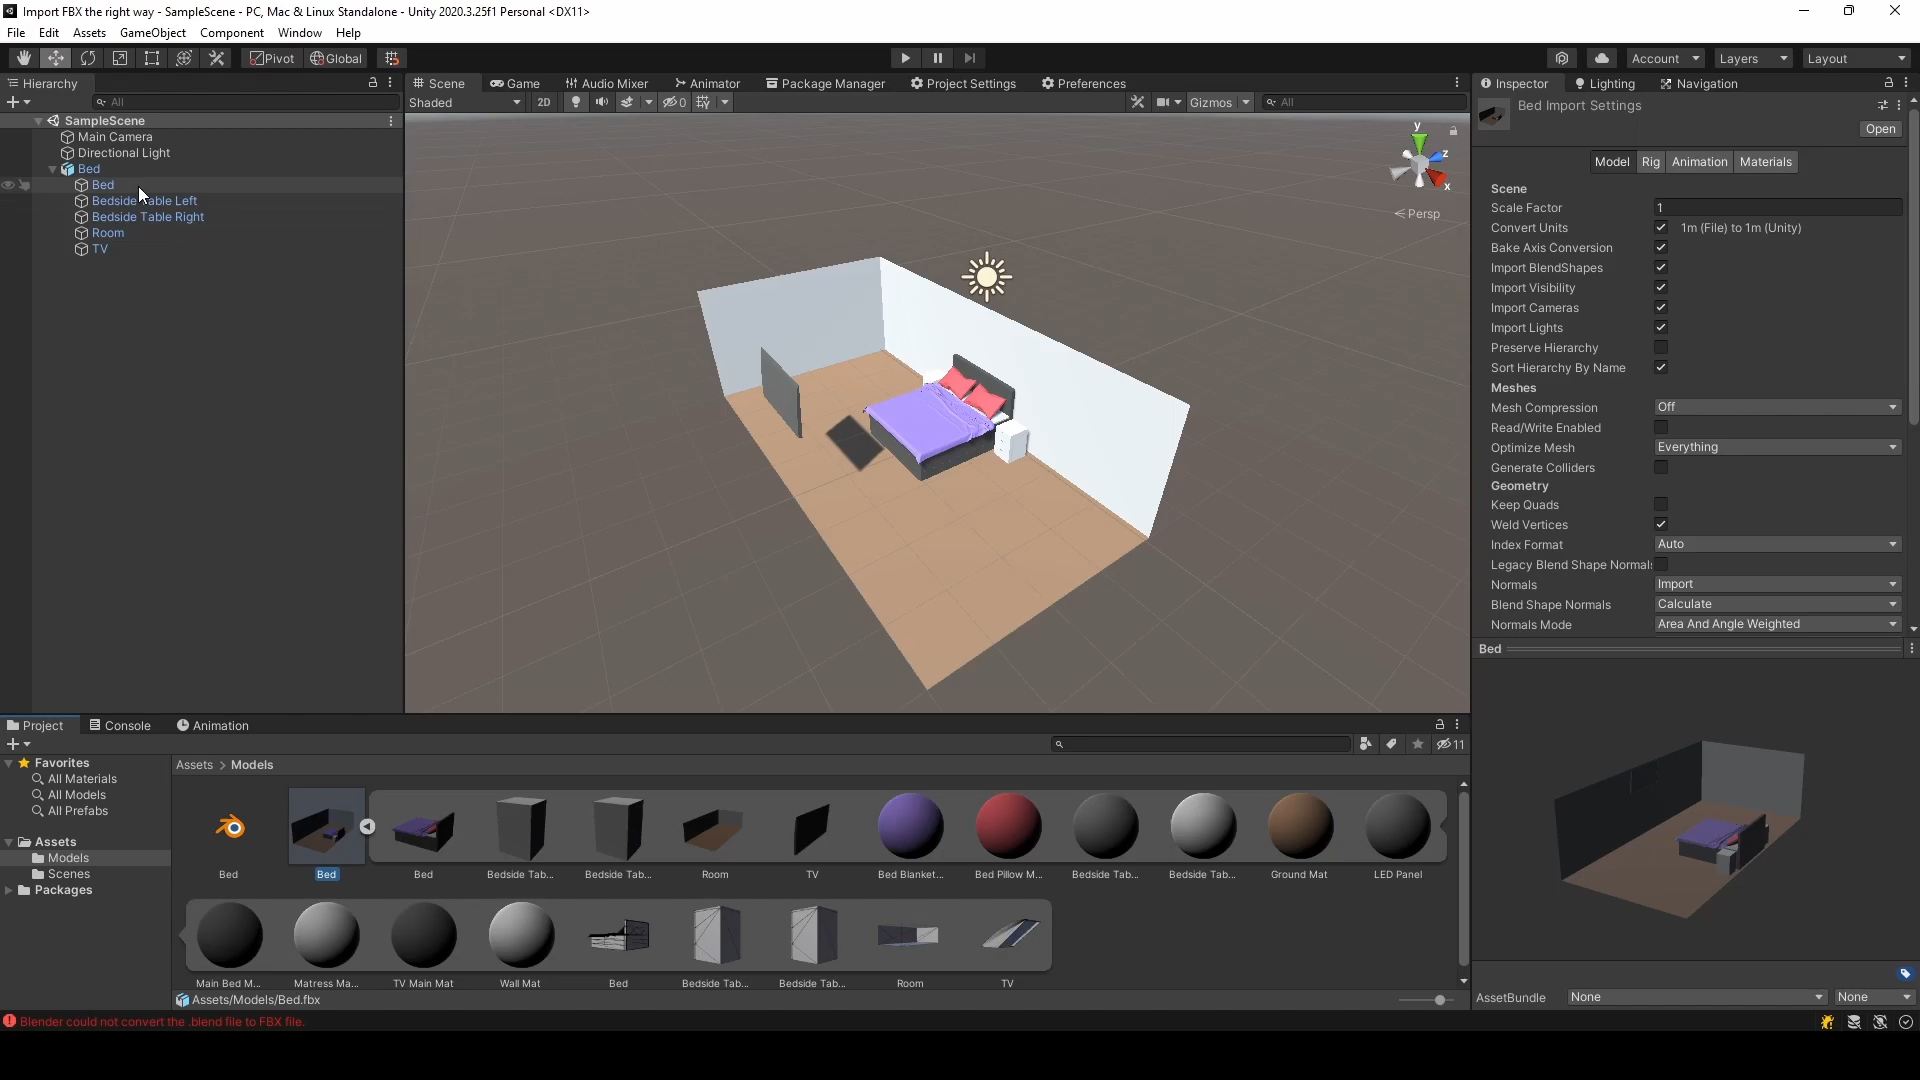 Import FBX the right way - SampleScene - PC, Mac & Linux Standalone - Unity 2020.3.25f1 Personal <DX11>
File Edit Assets GameObject Component Window Help
Pivot Global Account Layers Layout
Hierarchy Scene Game Audio Mixer Animator Package Manager Project Settings Preferences Inspector Lighting Navigation
All Shaded 2D 0 Gizmos All
Bed Import Settings
Open
SampleScene
Main Camera
Directional Light
Bed
Bed
Bedside Table Left
Bedside Table Right
Room
TV
y
z
x
Persp
Model Rig Animation Materials
Scene
Scale Factor 1
Convert Units 1m (File) to 1m (Unity)
Bake Axis Conversion
Import BlendShapes
Import Visibility
Import Cameras
Import Lights
Preserve Hierarchy
Sort Hierarchy By Name
Meshes
Mesh Compression Off
Read/Write Enabled
Optimize Mesh Everything
Generate Colliders
Geometry
Keep Quads
Weld Vertices
Index Format Auto
Legacy Blend Shape Normals
Normals Import
Blend Shape Normals Calculate
Normals Mode Area And Angle Weighted
Bed
Project Console Animation
11
Favorites
All Materials
All Models
All Prefabs
Assets
Models
Scenes
Packages
Assets > Models
Bed Bed Bed Bedside Tab... Bedside Tab... Room TV Bed Blanket... Bed Pillow M... Bedside Tab... Bedside Tab... Ground Mat LED Panel
Main Bed M... Matress Ma... TV Main Mat Wall Mat Bed Bedside Tab... Bedside Tab... Room TV
Assets/Models/Bed.fbx
AssetBundle None None
Blender could not convert the .blend file to FBX file.